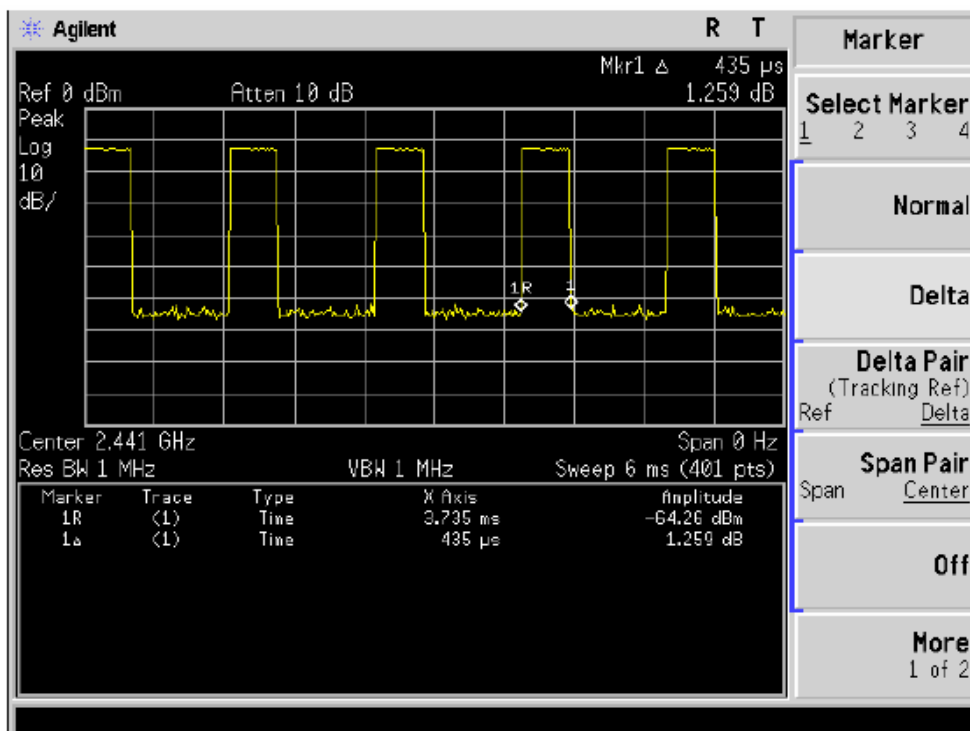 Agilent
R T
Mkr1 Δ 435 µs
Ref 0 dBm
Atten 10 dB
1.259 dB
Peak
Log
10
dB/
1R
1
Center 2.441 GHz
Span 0 Hz
Res BW 1 MHz
VBW 1 MHz
Sweep 6 ms (401 pts)
Marker Trace Type X Axis Amplitude
1R (1) Time 3.735 ms -64.26 dBm
1Δ (1) Time 435 µs 1.259 dB
Marker
Select Marker
1 2 3 4
Normal
Delta
Delta Pair
(Tracking Ref)
Ref Delta
Span Pair
Span Center
Off
More
1 of 2